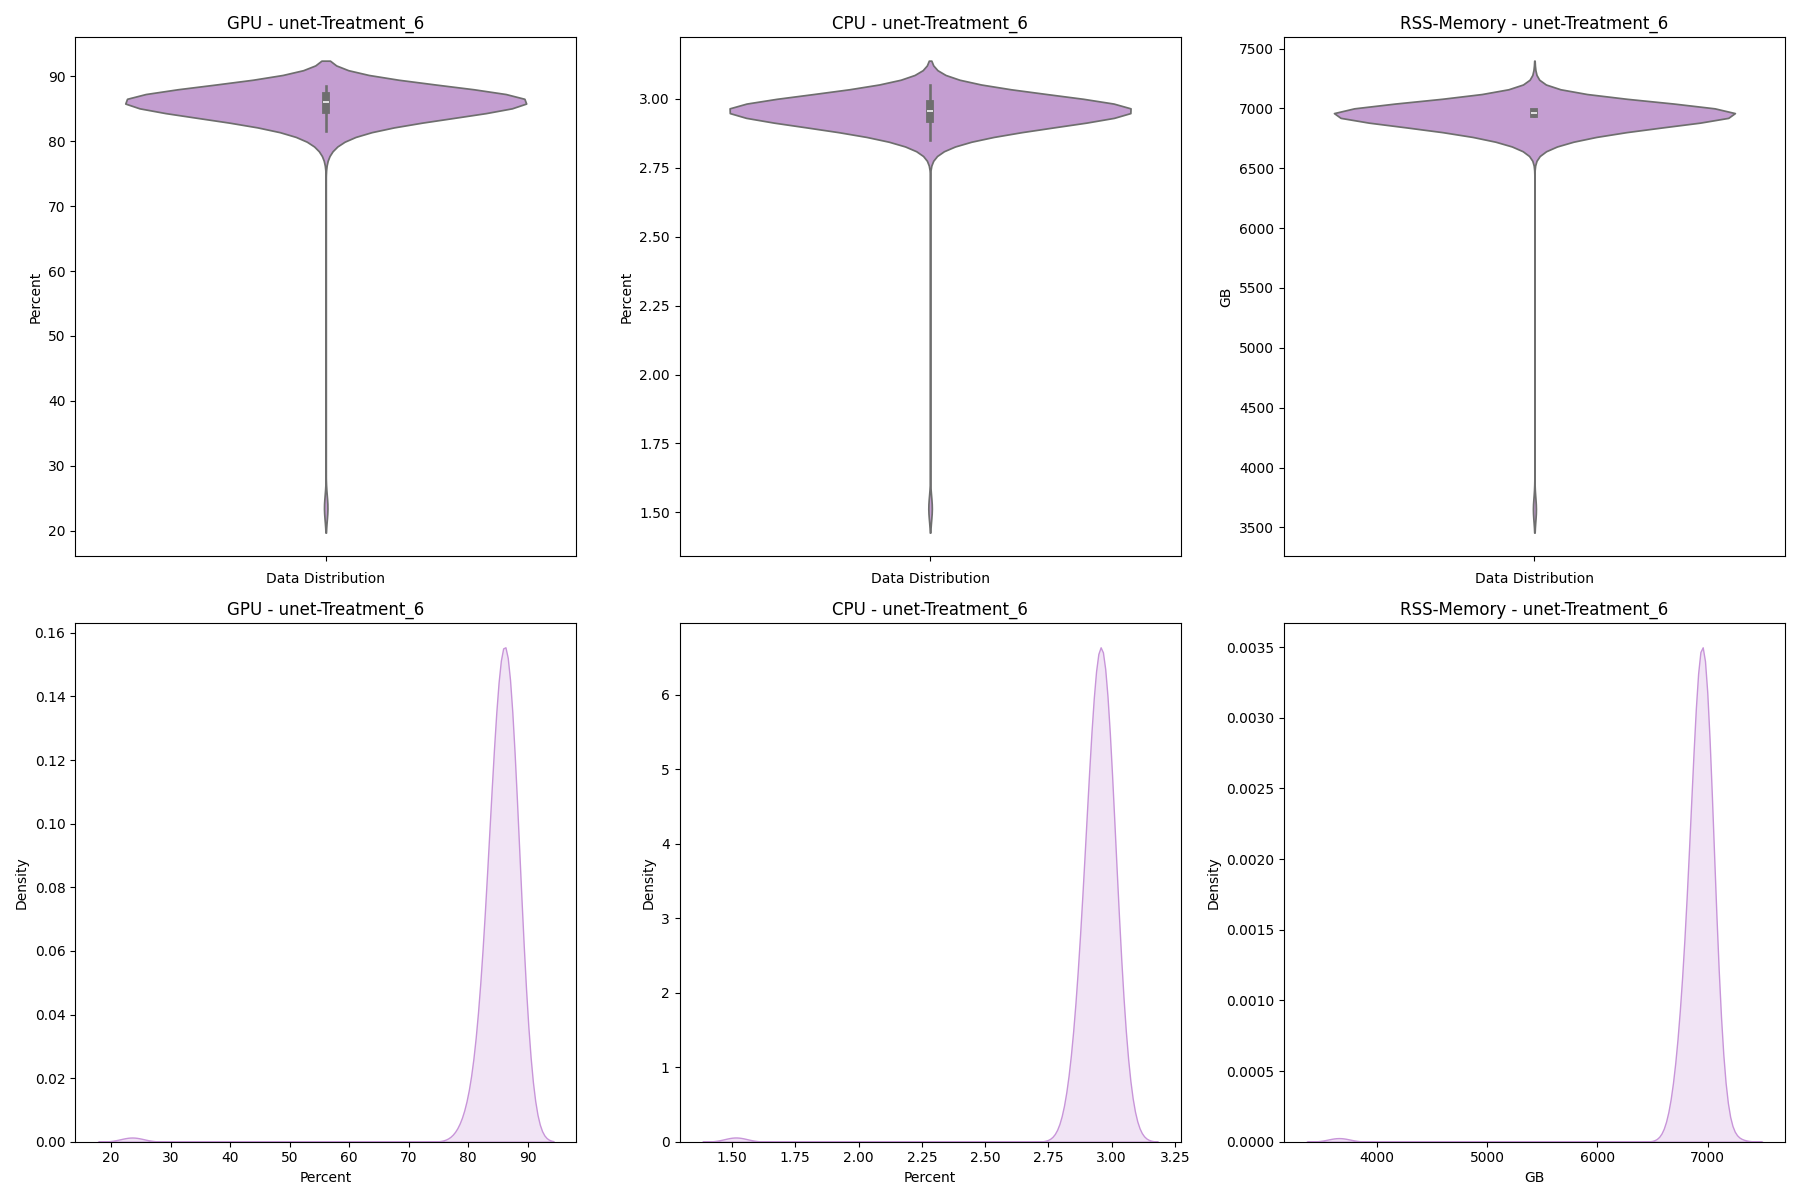 GPU - unet-Treatment_6
90
80
70
60
50
40
30
20
Percent
Data Distribution
CPU - unet-Treatment_6
3.00
2.75
2.50
2.25
2.00
1.75
1.50
Percent
Data Distribution
RSS-Memory - unet-Treatment_6
7500
7000
6500
6000
5500
5000
4500
4000
3500
GB
Data Distribution
GPU - unet-Treatment_6
0.16
0.14
0.12
0.10
0.08
0.06
0.04
0.02
0.00
Density
20 30 40 50 60 70 80 90
Percent
CPU - unet-Treatment_6
6
5
4
3
2
1
0
Density
1.50 1.75 2.00 2.25 2.50 2.75 3.00 3.25
Percent
RSS-Memory - unet-Treatment_6
0.0035
0.0030
0.0025
0.0020
0.0015
0.0010
0.0005
0.0000
Density
4000 5000 6000 7000
GB